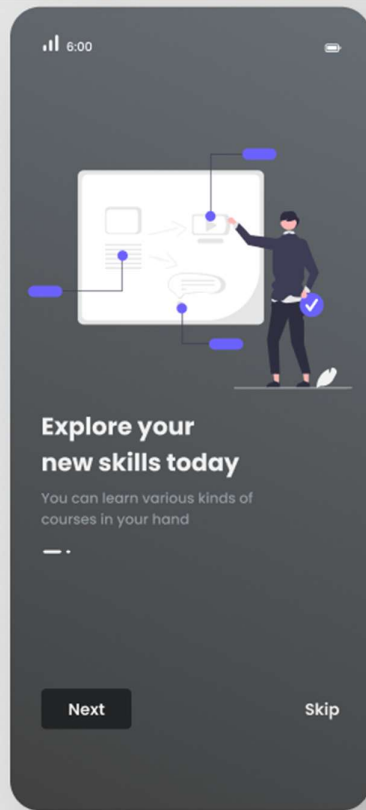 6:00
Explore your
new skills today
You can learn various kinds of
courses in your hand
Next
Skip